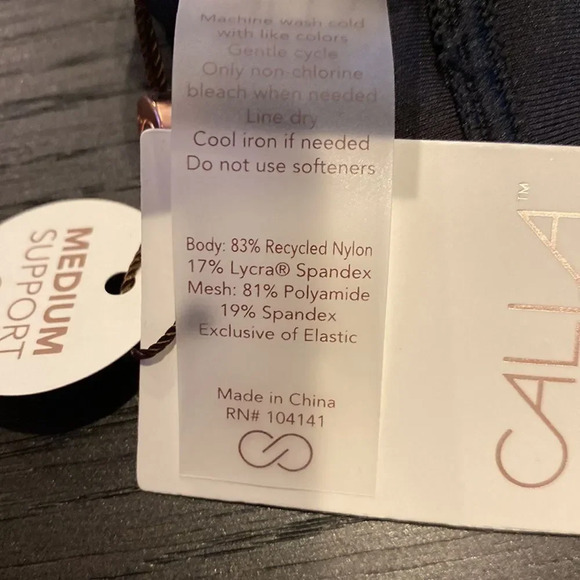 Machine wash cold
with like colors
Gentle cycle
Only non-chlorine
bleach when needed
Line dry
Cool iron if needed
Do not use softeners
Body: 83% Recycled Nylon
17% Lycra® Spandex
Mesh: 81% Polyamide
19% Spandex
Exclusive of Elastic
Made in China
RN# 104141
MEDIUM
SUPPORT
CALIA™